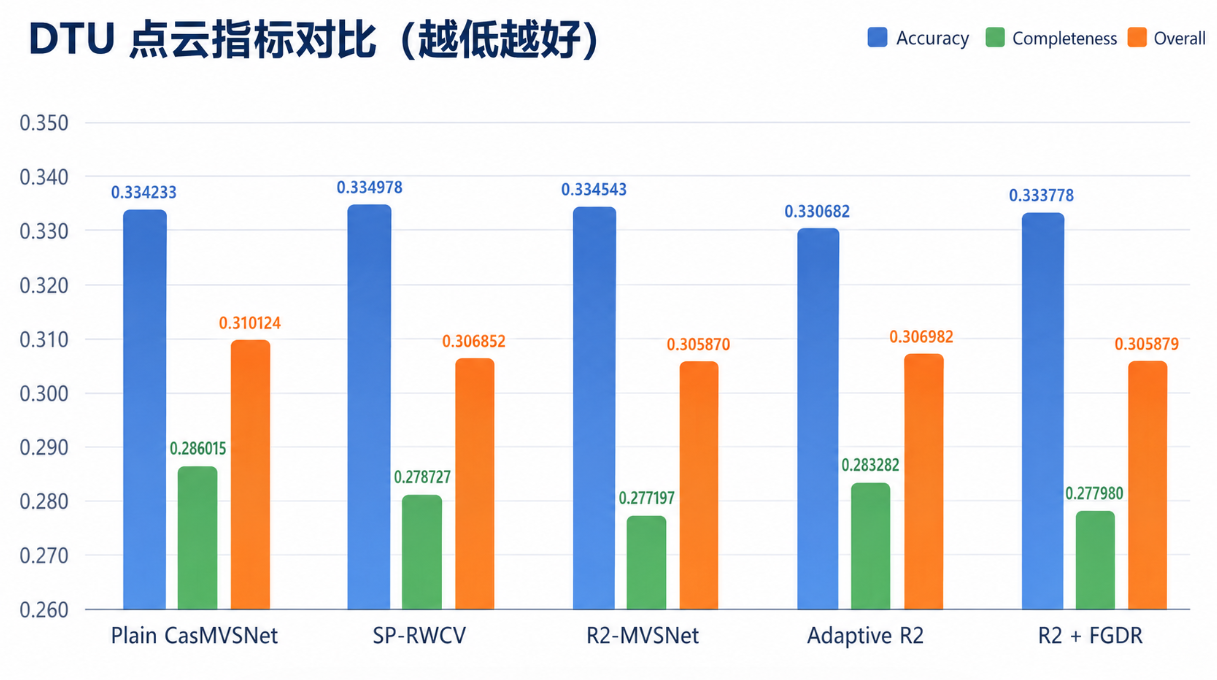 DTU 点云指标对比（越低越好）
Accuracy Completeness Overall
0.350
0.340
0.330
0.320
0.310
0.300
0.290
0.280
0.270
0.260
0.334233 0.286015 0.310124
0.334978 0.278727 0.306852
0.334543 0.277197 0.305870
0.330682 0.283282 0.306982
0.333778 0.277980 0.305879
Plain CasMVSNet SP-RWCV R2-MVSNet Adaptive R2 R2 + FGDR